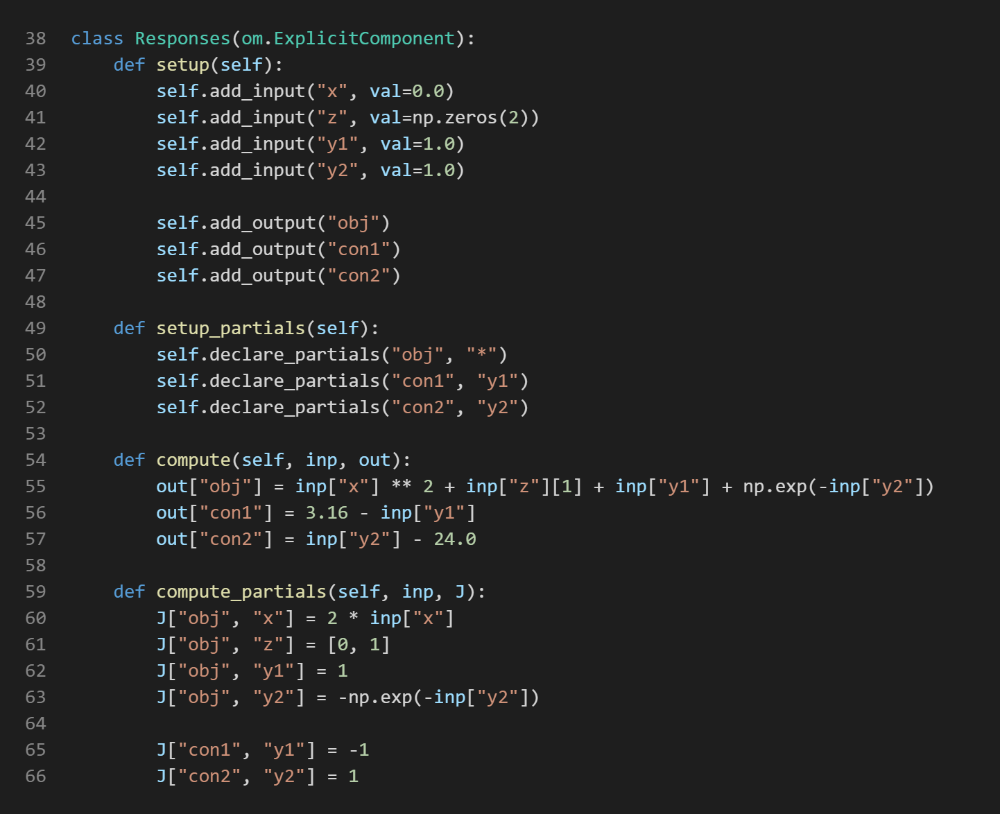 38 class Responses(om.ExplicitComponent):
39     def setup(self):
40         self.add_input("x", val=0.0)
41         self.add_input("z", val=np.zeros(2))
42         self.add_input("y1", val=1.0)
43         self.add_input("y2", val=1.0)
44
45         self.add_output("obj")
46         self.add_output("con1")
47         self.add_output("con2")
48
49     def setup_partials(self):
50         self.declare_partials("obj", "*")
51         self.declare_partials("con1", "y1")
52         self.declare_partials("con2", "y2")
53
54     def compute(self, inp, out):
55         out["obj"] = inp["x"] ** 2 + inp["z"][1] + inp["y1"] + np.exp(-inp["y2"])
56         out["con1"] = 3.16 - inp["y1"]
57         out["con2"] = inp["y2"] - 24.0
58
59     def compute_partials(self, inp, J):
60         J["obj", "x"] = 2 * inp["x"]
61         J["obj", "z"] = [0, 1]
62         J["obj", "y1"] = 1
63         J["obj", "y2"] = -np.exp(-inp["y2"])
64
65         J["con1", "y1"] = -1
66         J["con2", "y2"] = 1